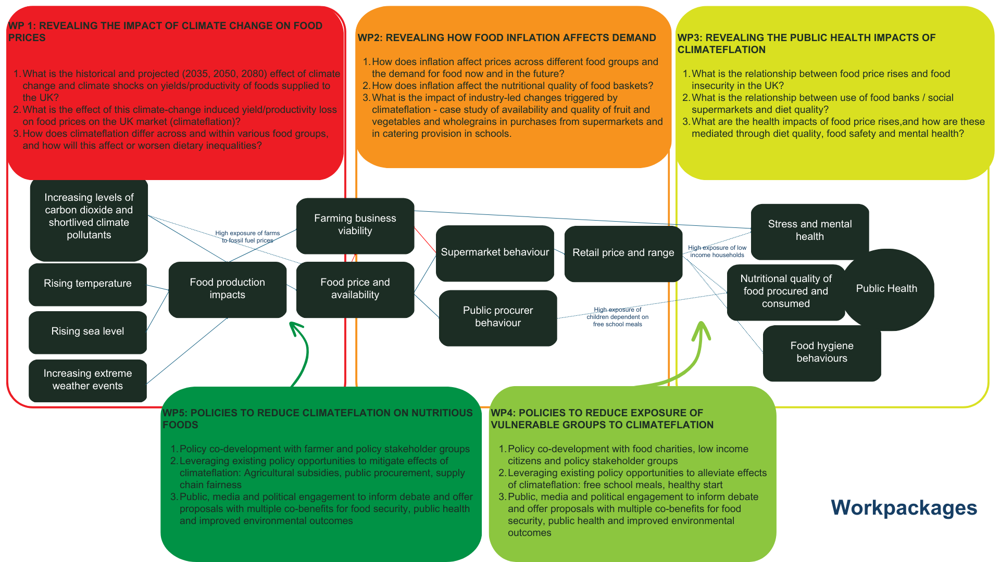 WP 1: REVEALING THE IMPACT OF CLIMATE CHANGE ON FOOD
PRICES
1. What is the historical and projected (2035, 2050, 2080) effect of climate
change and climate shocks on yields/productivity of foods supplied to
the UK?
2. What is the effect of this climate-change induced yield/productivity loss
on food prices on the UK market (climateflation)?
3. How does climateflation differ across and within various food groups,
and how will this affect or worsen dietary inequalities?
WP2: REVEALING HOW FOOD INFLATION AFFECTS DEMAND
1. How does inflation affect prices across different food groups and
the demand for food now and in the future?
2. How does inflation affect the nutritional quality of food baskets?
3. What is the impact of industry-led changes triggered by
climateflation - case study of availability and quality of fruit and
vegetables and wholegrains in purchases from supermarkets and
in catering provision in schools.
WP3: REVEALING THE PUBLIC HEALTH IMPACTS OF
CLIMATEFLATION
1. What is the relationship between food price rises and food
insecurity in the UK?
2. What is the relationship between use of food banks / social
supermarkets and diet quality?
3. What are the health impacts of food price rises,and how are these
mediated through diet quality, food safety and mental health?
Increasing levels of
carbon dioxide and
shortlived climate
pollutants
Rising temperature
Rising sea level
Increasing extreme
weather events
High exposure of farms
to fossil fuel prices
Food production
impacts
Farming business
viability
Food price and
availability
Supermarket behaviour
Public procurer
behaviour
Retail price and range
High exposure of low
income households
High exposure of
children dependent on
free school meals
Stress and mental
health
Nutritional quality of
food procured and
consumed
Public Health
Food hygiene
behaviours
WP5: POLICIES TO REDUCE CLIMATEFLATION ON NUTRITIOUS
FOODS
1. Policy co-development with farmer and policy stakeholder groups
2. Leveraging existing policy opportunities to mitigate effects of
climateflation: Agricultural subsidies, public procurement, supply
chain fairness
3. Public, media and political engagement to inform debate and offer
proposals with multiple co-benefits for food security, public health
and improved environmental outcomes
WP4: POLICIES TO REDUCE EXPOSURE OF
VULNERABLE GROUPS TO CLIMATEFLATION
1. Policy co-development with food charities, low income
citizens and policy stakeholder groups
2. Leveraging existing policy opportunities to alleviate effects
of climateflation: free school meals, healthy start
3. Public, media and political engagement to inform debate
and offer proposals with multiple co-benefits for food
security, public health and improved environmental
outcomes
Workpackages